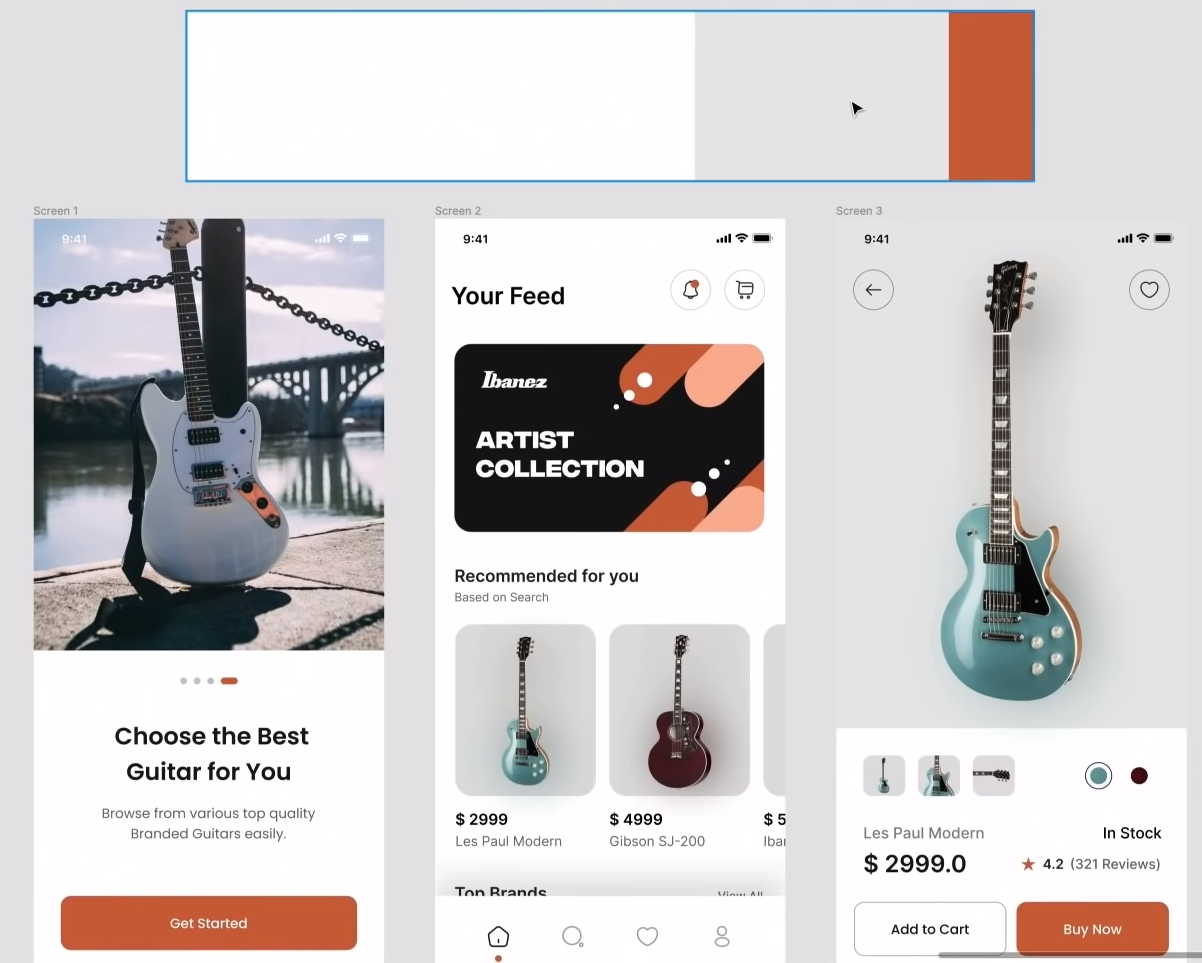 Screen 1
9:41
Choose the Best
Guitar for You
Browse from various top quality
Branded Guitars easily.
Get Started
Screen 2
9:41
Your Feed
Ibanez
ARTIST
COLLECTION
Recommended for you
Based on Search
$ 2999
Les Paul Modern
$ 4999
Gibson SJ-200
$ 5
Top Brands
View All
Screen 3
9:41
Gibson
Les Paul Modern
In Stock
$ 2999.0
4.2 (321 Reviews)
Add to Cart
Buy Now